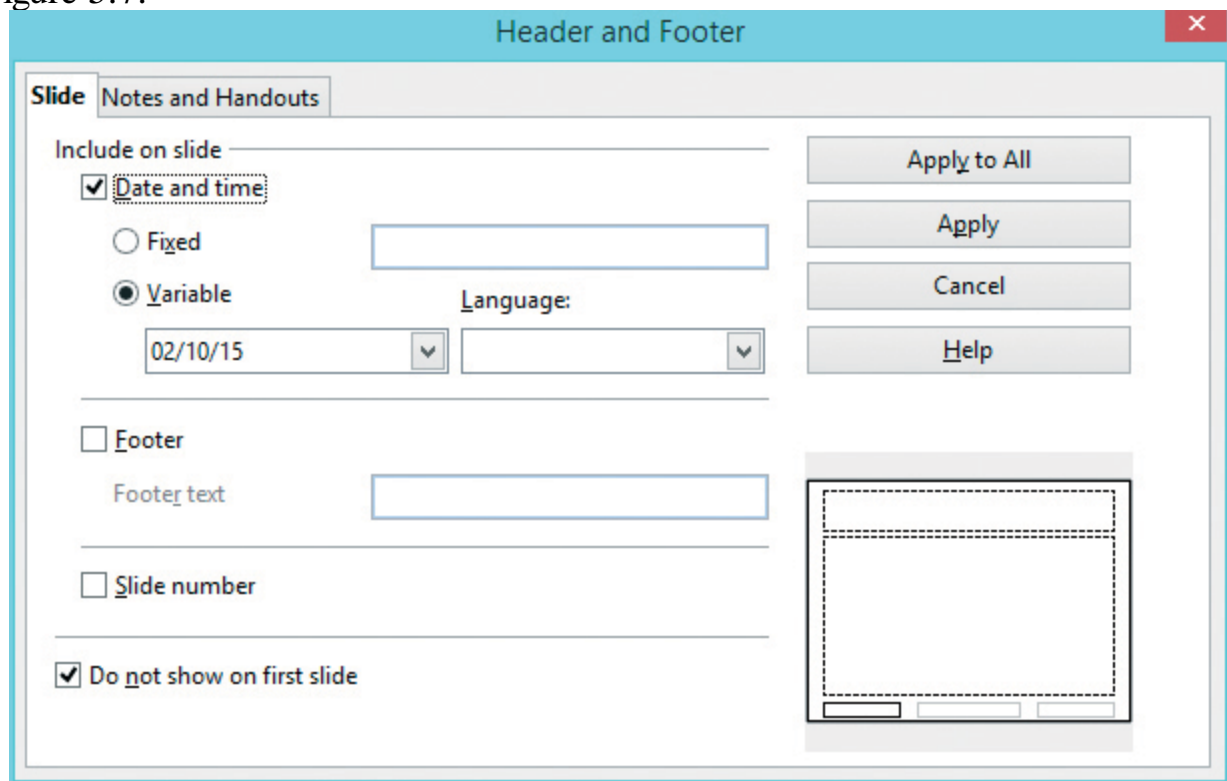 Header and Footer
Slide Notes and Handouts
Include on slide
Date and time
Fixed
Variable
Language:
02/10/15
Footer
Footer text
Slide number
Do not show on first slide
Apply to All
Apply
Cancel
Help